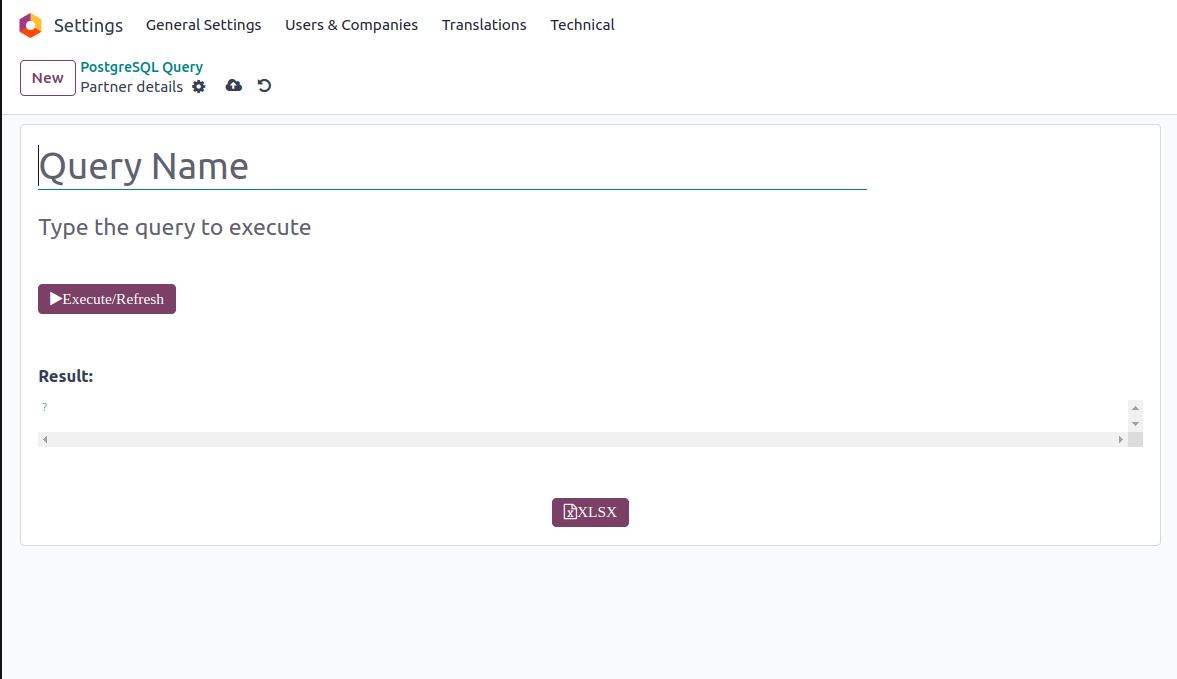 Settings General Settings Users & Companies Translations Technical
New
PostgreSQL Query
Partner details
Query Name
Type the query to execute
Execute/Refresh
Result:
?
XLSX